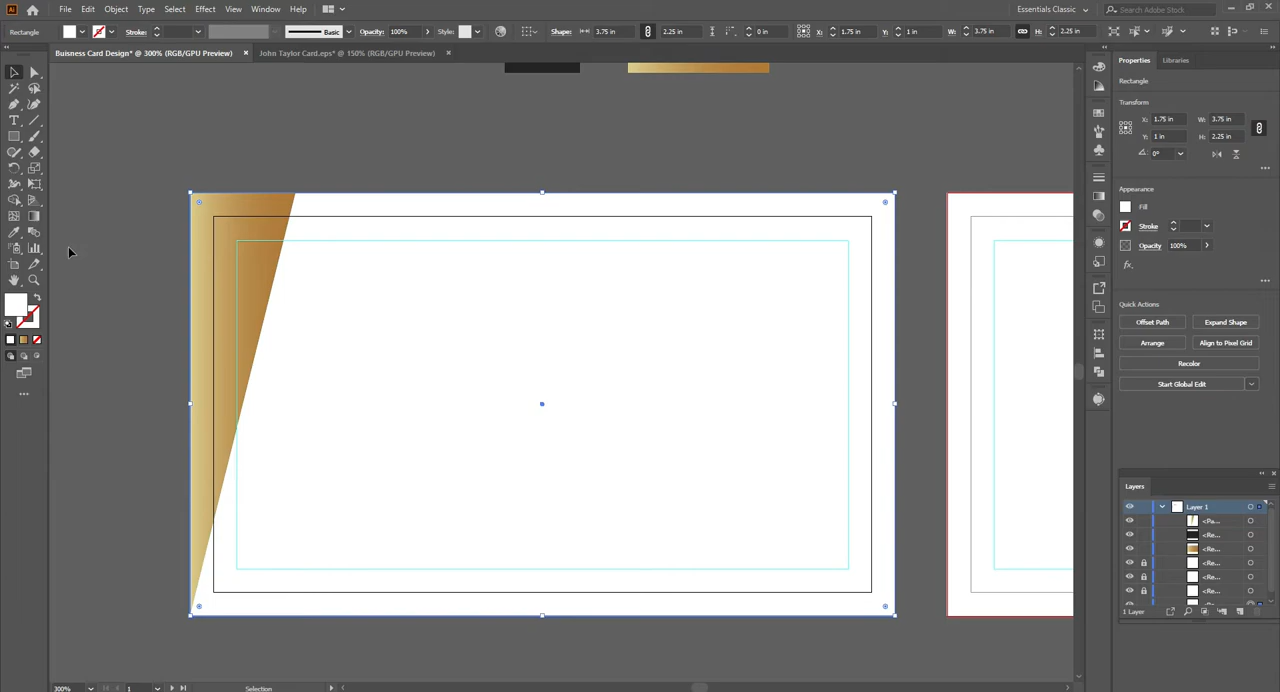 Ai File Edit Object Type Select Effect View Window Help Essentials Classic Search Adobe Stock
Rectangle Stroke: Basic Opacity: 100% Style: Shape: 3.75 in 2.25 in 0 in X: 1.75 in Y: 1 in W: 3.75 in H: 2.25 in
Buisness Card Design* @ 300% (RGB/GPU Preview) × John Taylor Card.eps* @ 150% (RGB/GPU Preview) ×
Properties Libraries
Rectangle
Transform
X: 1.75 in W: 3.75 in
Y: 1 in H: 2.25 in
0°
Appearance
Fill
Stroke
Opacity 100%
fx.
Quick Actions
Offset Path Expand Shape
Arrange Align to Pixel Grid
Recolor
Start Global Edit
Layers
Layer 1
<Pa...
<Re...
<Re...
<Re...
<Re...
<Re...
1 Layer
300% 1 Selection